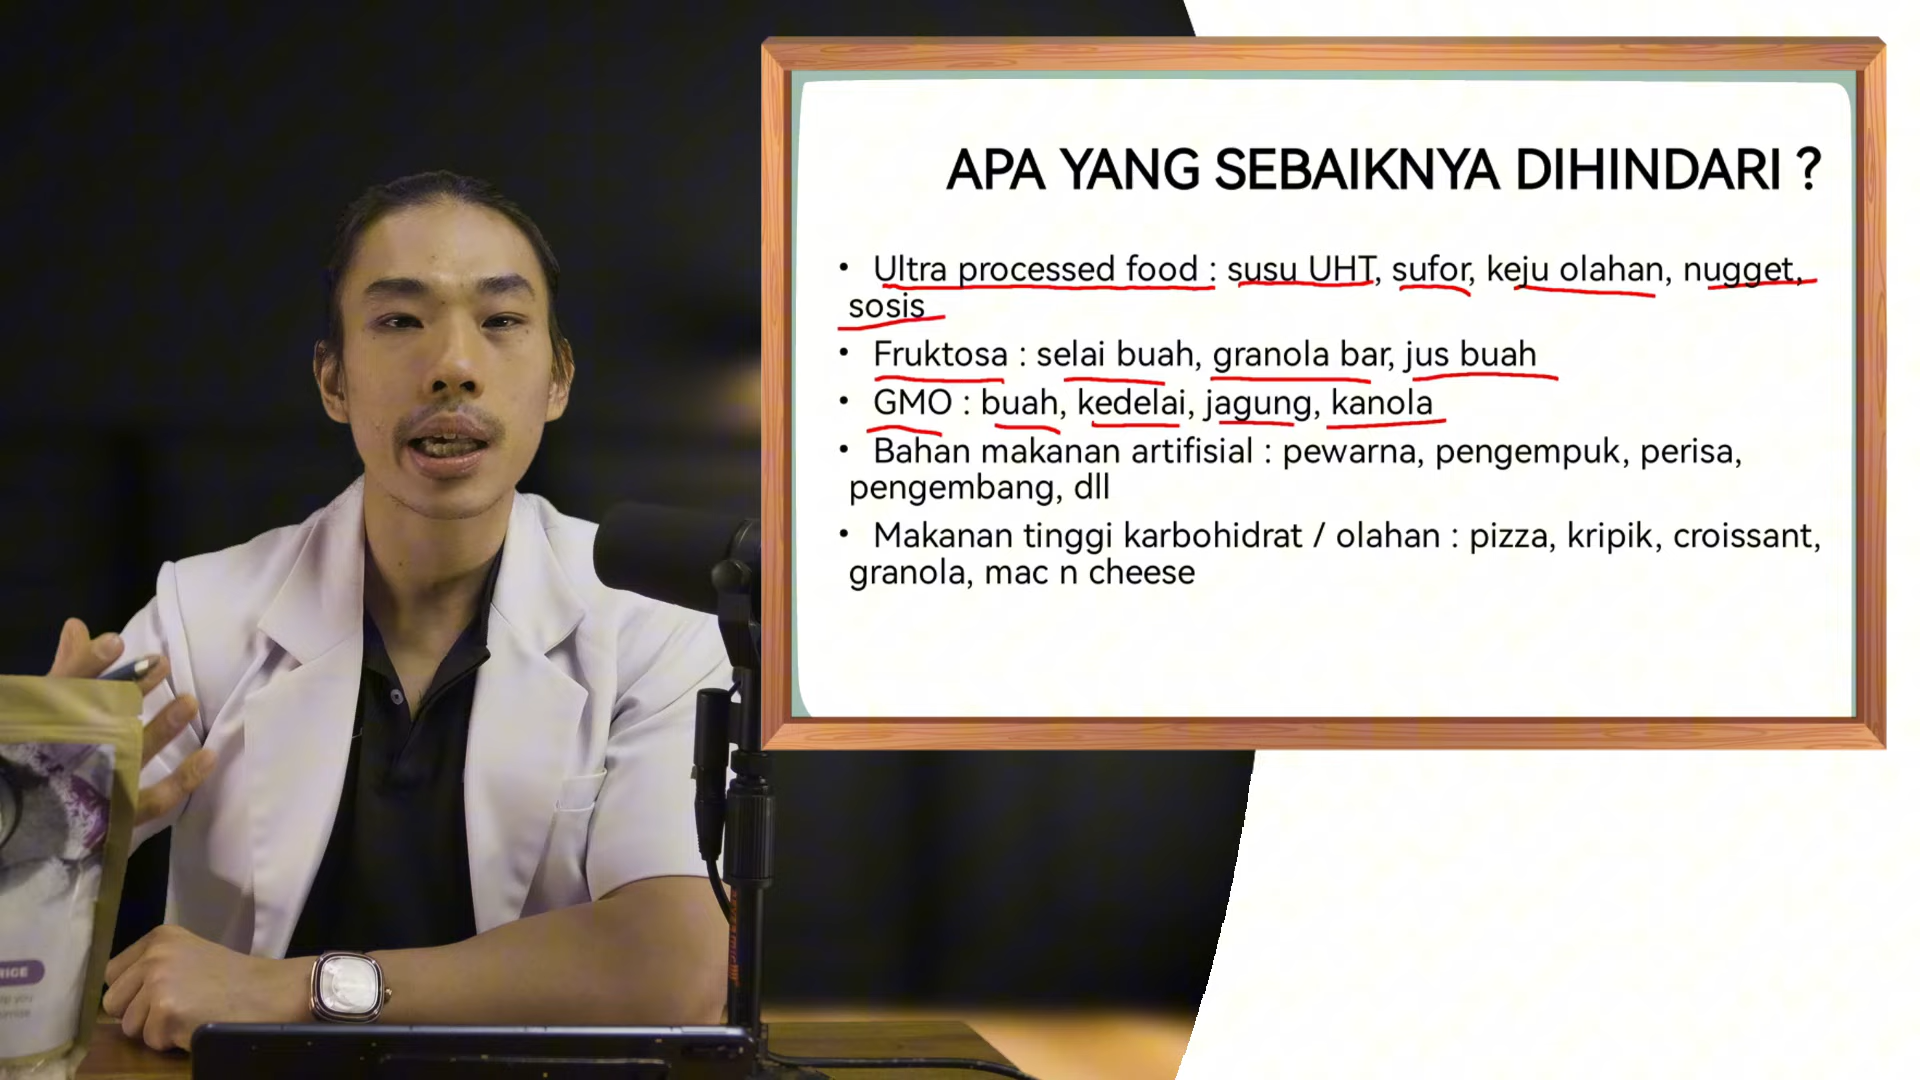 APA YANG SEBAIKNYA DIHINDARI ?
• Ultra processed food : susu UHT, sufor, keju olahan, nugget,
sosis
• Fruktosa : selai buah, granola bar, jus buah
• GMO : buah, kedelai, jagung, kanola
• Bahan makanan artifisial : pewarna, pengempuk, perisa,
pengembang, dll
• Makanan tinggi karbohidrat / olahan : pizza, kripik, croissant,
granola, mac n cheese